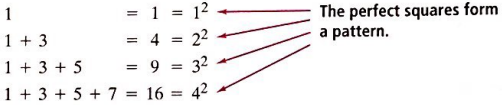 1 = 1 = 1² The perfect squares form
1 + 3 = 4 = 2² a pattern.
1 + 3 + 5 = 9 = 3²
1 + 3 + 5 + 7 = 16 = 4²